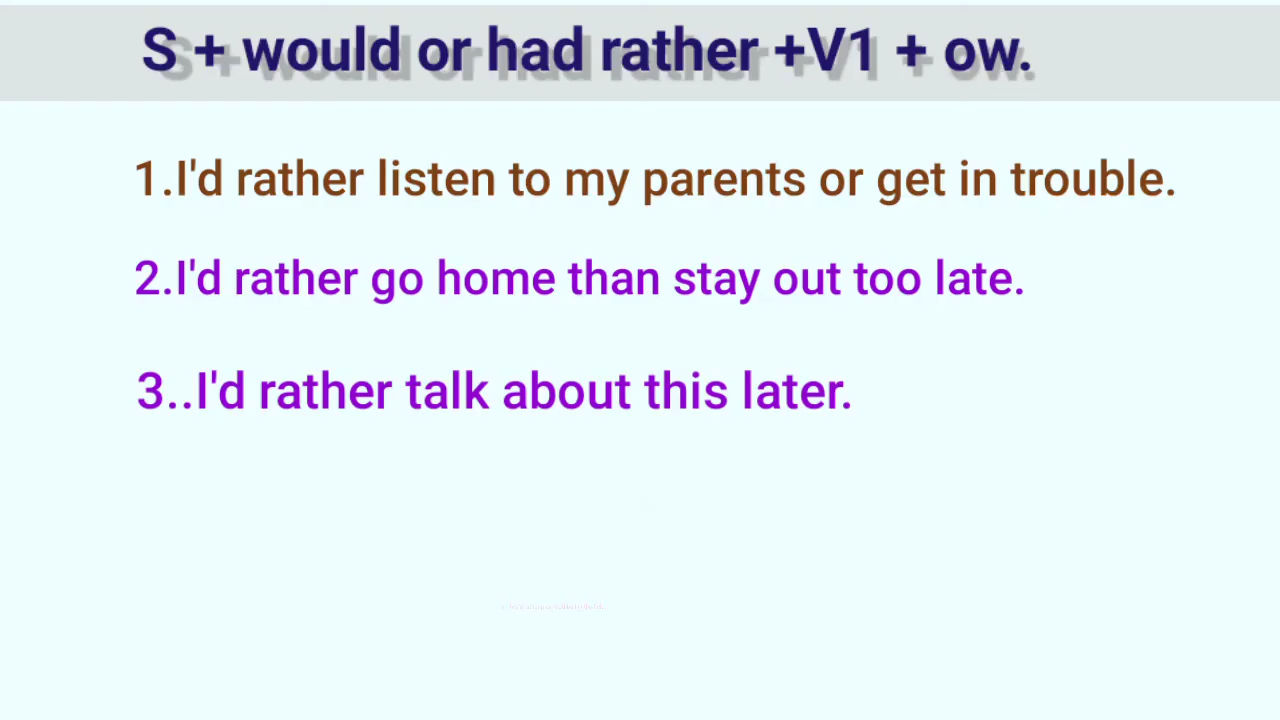 S + would or had rather +V1 + ow.
1.I'd rather listen to my parents or get in trouble.
2.I'd rather go home than stay out too late.
3..I'd rather talk about this later.